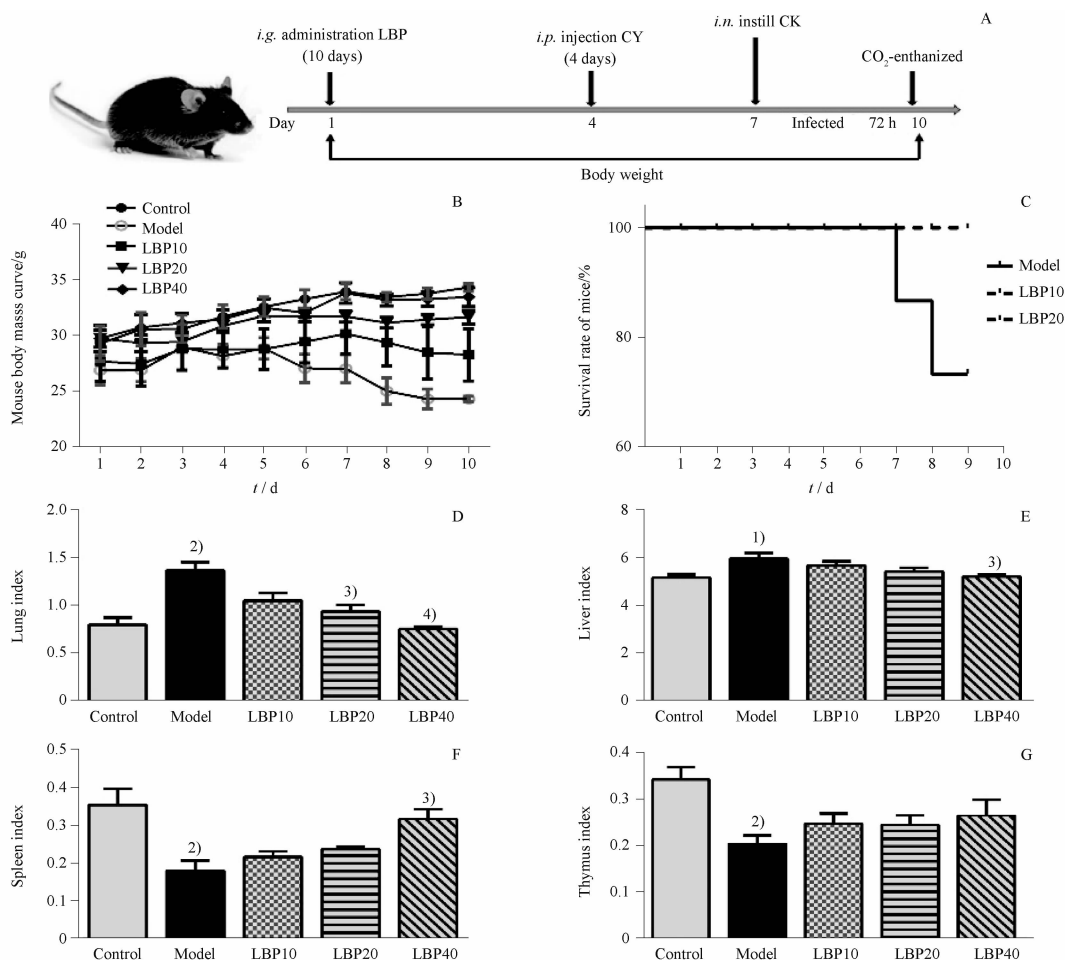 A
i.g. administration LBP
(10 days)
i.p. injection CY
(4 days)
i.n. instill CK
CO2-enthanized
Day 1 4 7 Infected 72 h 10
Body weight
B
Control
Model
LBP10
LBP20
LBP40
Mouse body masss curve/g
40
35
30
25
20
1 2 3 4 5 6 7 8 9 10
t / d
C
Model
LBP10
LBP20
Survival rate of mice/%
100
80
60
1 2 3 4 5 6 7 8 9 10
t / d
D
Lung index
2.0
1.5
1.0
0.5
0
2)
3)
4)
Control Model LBP10 LBP20 LBP40
E
Liver index
8
6
4
2
0
1)
3)
Control Model LBP10 LBP20 LBP40
F
Spleen index
0.5
0.4
0.3
0.2
0.1
0
2)
3)
Control Model LBP10 LBP20 LBP40
G
Thymus index
0.4
0.3
0.2
0.1
0
2)
Control Model LBP10 LBP20 LBP40